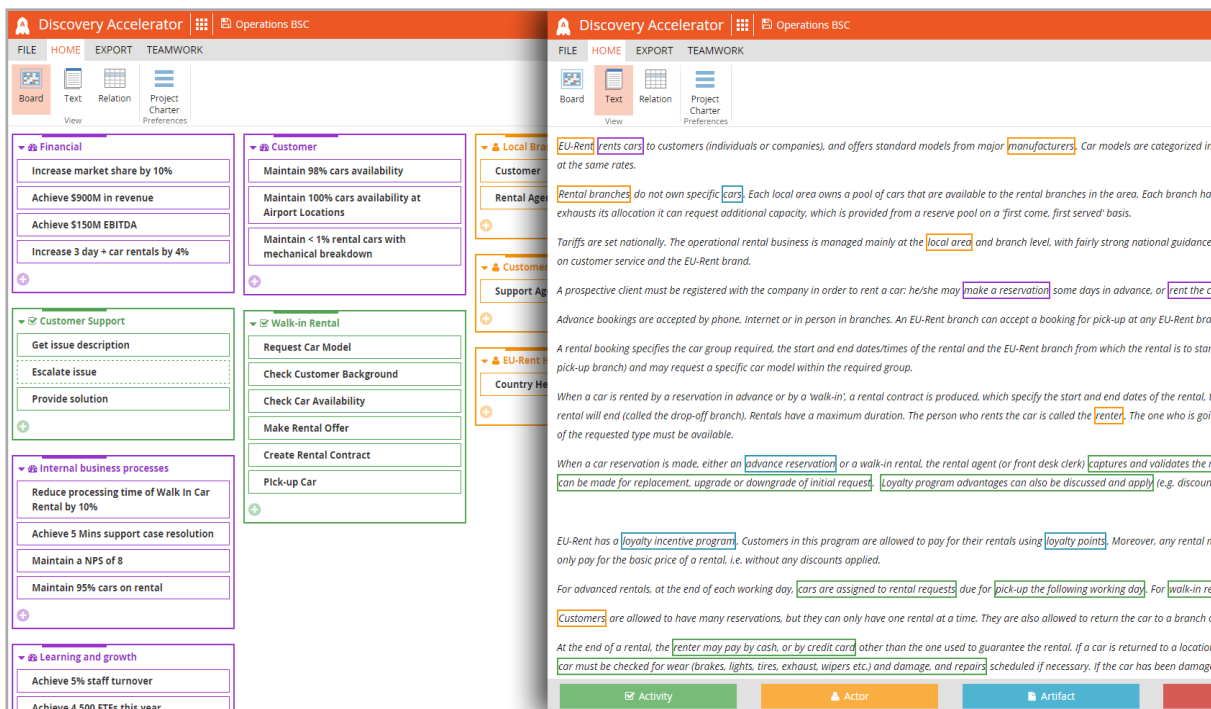 Discovery Accelerator Operations BSC
FILE HOME EXPORT TEAMWORK
Board Text Relation Project Charter
View Preferences
Financial
Increase market share by 10%
Achieve $900M in revenue
Achieve $150M EBITDA
Increase 3 day + car rentals by 4%
Customer
Maintain 98% cars availability
Maintain 100% cars availability at
Airport Locations
Maintain < 1% rental cars with
mechanical breakdown
Local
Customer
Rental
Customer
Support
EU-Rent
Country
Customer Support
Get issue description
Escalate issue
Provide solution
Walk-in Rental
Request Car Model
Check Customer Background
Check Car Availability
Make Rental Offer
Create Rental Contract
PIck-up Car
Internal business processes
Reduce processing time of Walk In Car
Rental by 10%
Achieve 5 Mins support case resolution
Maintain a NPS of 8
Maintain 95% cars on rental
Learning and growth
Achieve 5% staff turnover
Achieve 4,500 FTEs this year
Discovery Accelerator Operations BSC
FILE HOME EXPORT TEAMWORK
Board Text Relation Project Charter
View Preferences
EU-Rent rents cars to customers (individuals or companies), and offers standard models from major manufacturers. Car models are categorized in
at the same rates.
Rental branches do not own specific cars. Each local area owns a pool of cars that are available to the rental branches in the area. Each branch ha
exhausts its allocation it can request additional capacity, which is provided from a reserve pool on a 'first come, first served' basis.
Tariffs are set nationally. The operational rental business is managed mainly at the local area and branch level, with fairly strong national guidance
on customer service and the EU-Rent brand.
A prospective client must be registered with the company in order to rent a car: he/she may make a reservation some days in advance, or rent the c
Advance bookings are accepted by phone, Internet or in person in branches. An EU-Rent branch can accept a booking for pick-up at any EU-Rent bra
A rental booking specifies the car group required, the start and end dates/times of the rental and the EU-Rent branch from which the rental is to star
pick-up branch) and may request a specific car model within the required group.
When a car is rented by a reservation in advance or by a 'walk-in', a rental contract is produced, which specify the start and end dates of the rental,
rental will end (called the drop-off branch). Rentals have a maximum duration. The person who rents the car is called the renter. The one who is goi
of the requested type must be available.
When a car reservation is made, either an advance reservation or a walk-in rental, the rental agent (or front desk clerk) captures and validates the
can be made for replacement, upgrade or downgrade of initial request. Loyalty program advantages can also be discussed and apply (e.g. discoun
EU-Rent has a loyalty incentive program. Customers in this program are allowed to pay for their rentals using loyalty points. Moreover, any rental
only pay for the basic price of a rental, i.e. without any discounts applied.
For advanced rentals, at the end of each working day, cars are assigned to rental requests due for pick-up the following working day. For walk-in re
Customers are allowed to have many reservations, but they can only have one rental at a time. They are also allowed to return the car to a branch
At the end of a rental, the renter may pay by cash, or by credit card other than the one used to guarantee the rental. If a car is returned to a locatio
car must be checked for wear (brakes, lights, tires, exhaust, wipers etc.) and damage, and repairs scheduled if necessary. If the car has been damag
Activity Actor Artifact